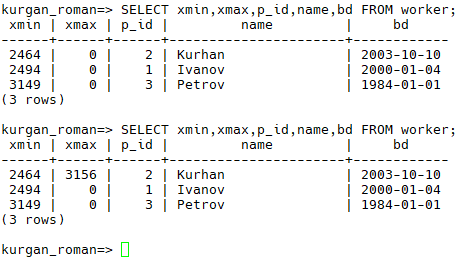 kurgan_roman=> SELECT xmin,xmax,p_id,name,bd FROM worker;
 xmin | xmax | p_id |         name         |     bd
------+------+------+----------------------+------------
 2464 |    0 |    2 | Kurhan               | 2003-10-10
 2494 |    0 |    1 | Ivanov               | 2000-01-04
 3149 |    0 |    3 | Petrov               | 1984-01-01
(3 rows)

kurgan_roman=> SELECT xmin,xmax,p_id,name,bd FROM worker;
 xmin | xmax | p_id |         name         |     bd
------+------+------+----------------------+------------
 2464 | 3156 |    2 | Kurhan               | 2003-10-10
 2494 |    0 |    1 | Ivanov               | 2000-01-04
 3149 |    0 |    3 | Petrov               | 1984-01-01
(3 rows)

kurgan_roman=>